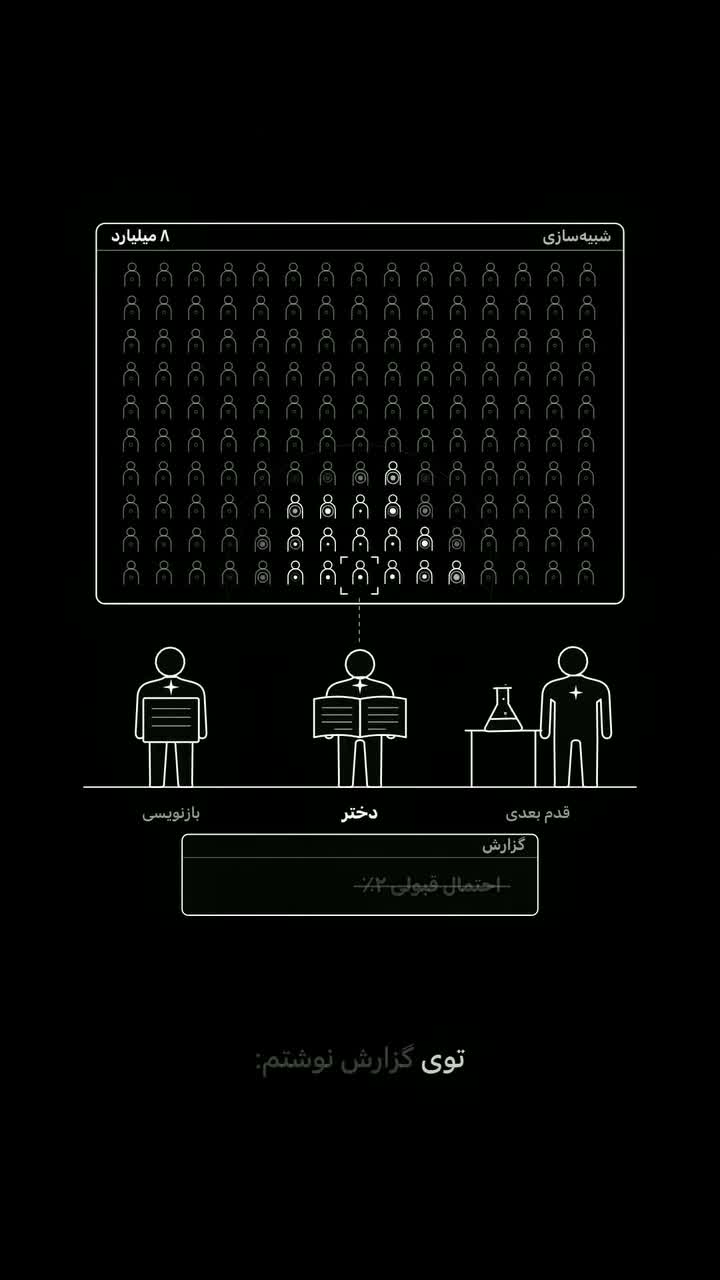 شبیه‌سازی
۸ میلیارد
قدم بعدی
دختر
بازنویسی
گزارش
احتمال قبولی ۲٪
توی گزارش نوشتم: